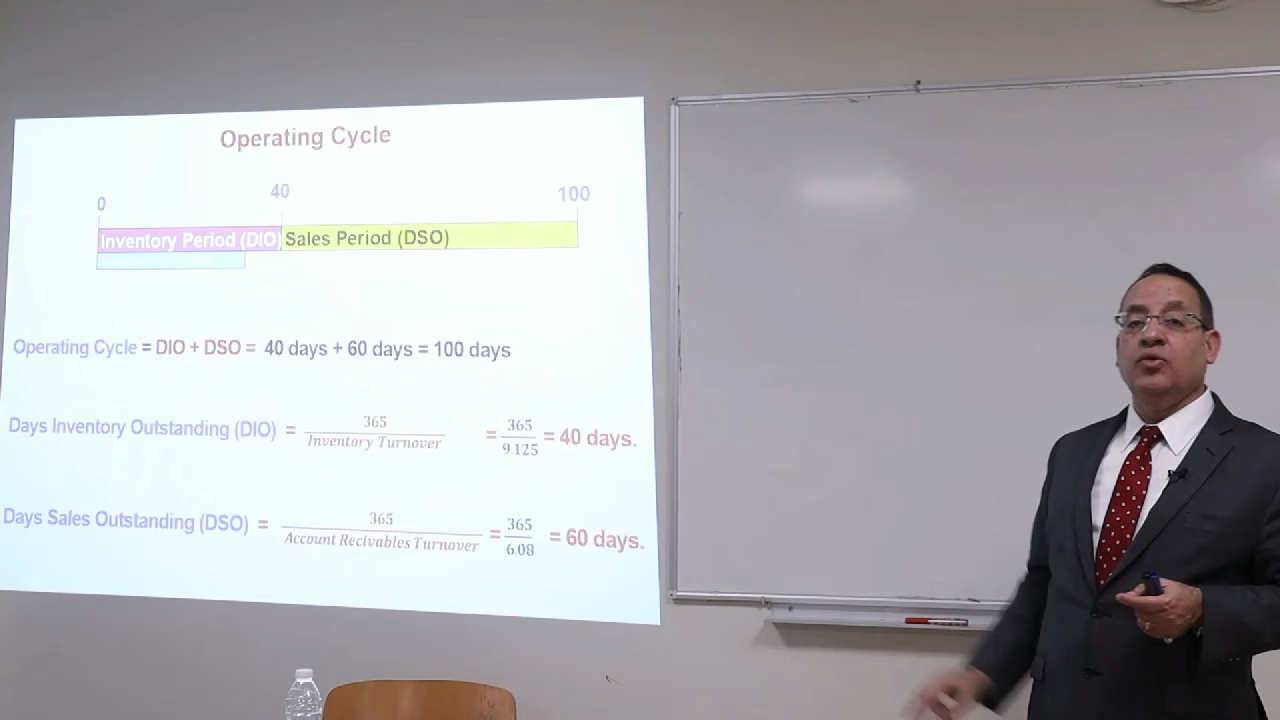 Operating Cycle
0 40 100
Inventory Period (DIO) Sales Period (DSO)
Operating Cycle = DIO + DSO = 40 days + 60 days = 100 days
Days Inventory Outstanding (DIO) = 365 / Inventory Turnover = 365 / 9.125 = 40 days.
Days Sales Outstanding (DSO) = 365 / Account Recivables Turnover = 365 / 6.08 = 60 days.